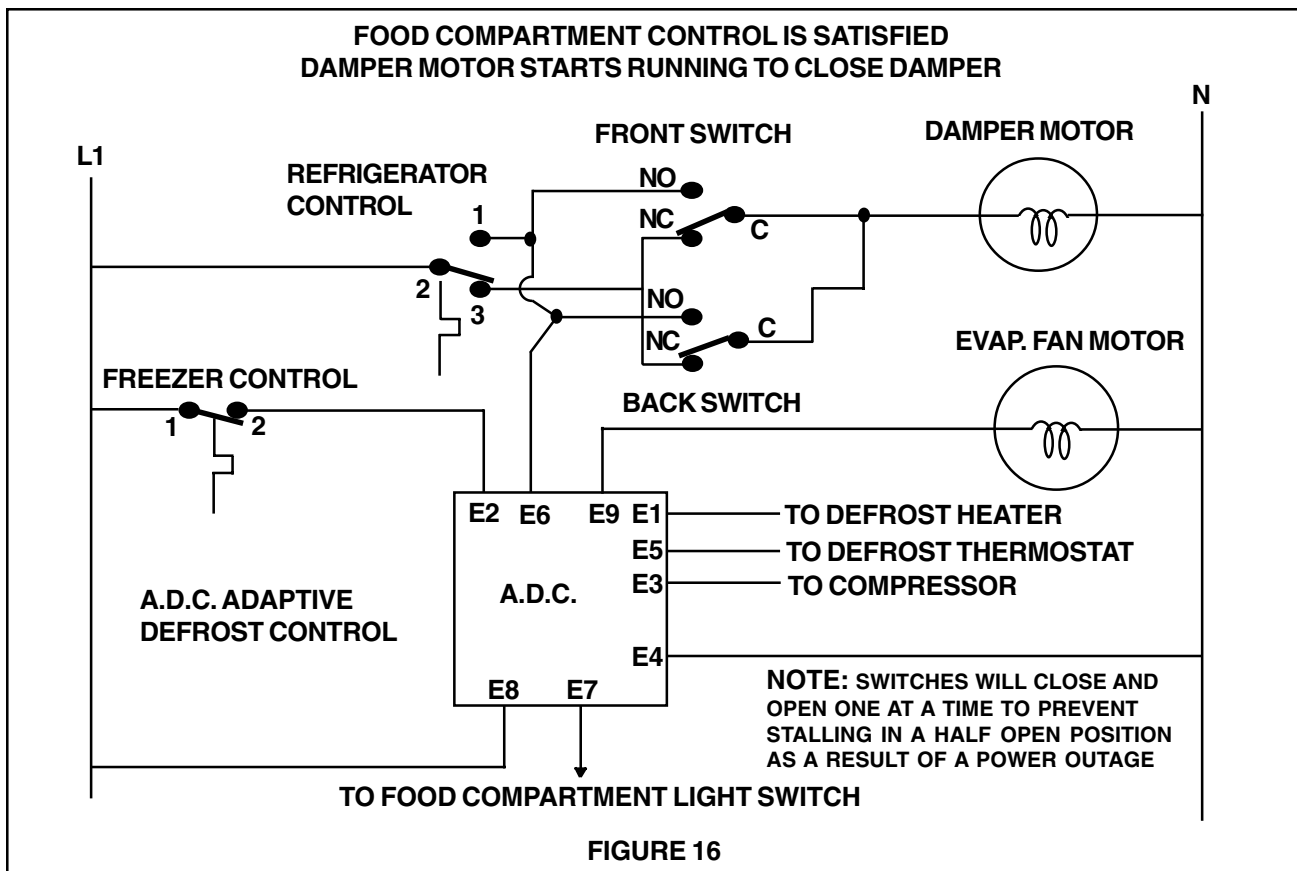 FOOD COMPARTMENT CONTROL IS SATISFIED
DAMPER MOTOR STARTS RUNNING TO CLOSE DAMPER
N
L1
FRONT SWITCH
DAMPER MOTOR
REFRIGERATOR
CONTROL
NO
1
NC
C
2
3
NO
NC
C
EVAP. FAN MOTOR
FREEZER CONTROL
BACK SWITCH
1
2
E2
E6
E9
E1
TO DEFROST HEATER
E5
TO DEFROST THERMOSTAT
E3
TO COMPRESSOR
A.D.C.
A.D.C. ADAPTIVE
DEFROST CONTROL
E4
E8
E7
NOTE: SWITCHES WILL CLOSE AND
OPEN ONE AT A TIME TO PREVENT
STALLING IN A HALF OPEN POSITION
AS A RESULT OF A POWER OUTAGE
TO FOOD COMPARTMENT LIGHT SWITCH
FIGURE 16